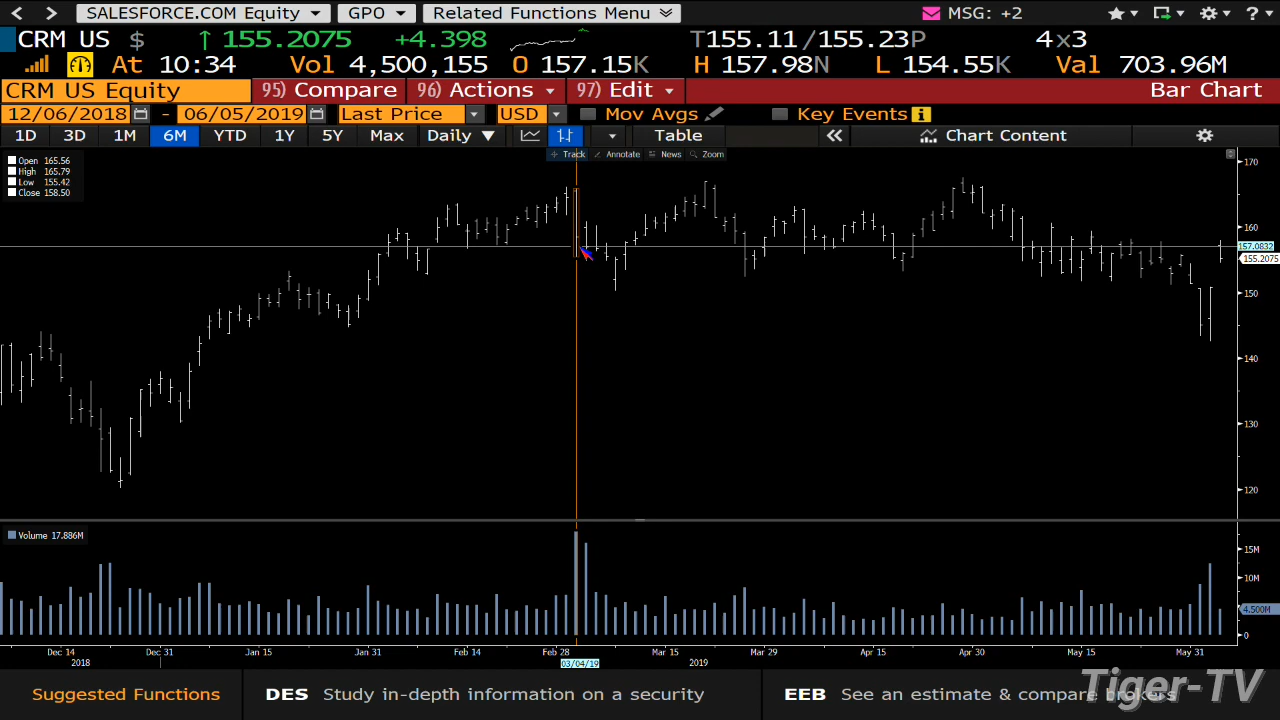 SALESFORCE.COM Equity GPO Related Functions Menu MSG: +2
CRM US $ ↑ 155.2075 +4.398 T155.11/155.23P 4x3
At 10:34 Vol 4,500,155 O 157.15K H 157.98N L 154.55K Val 703.96M
CRM US Equity 95) Compare 96) Actions 97) Edit Bar Chart
12/06/2018 - 06/05/2019 Last Price USD Mov Avgs Key Events
1D 3D 1M 6M YTD 1Y 5Y Max Daily Table Chart Content
Track Annotate News Zoom
Open 165.56
High 165.79
Low 155.42
Close 158.50
170
160
157.0832
155.2075
150
140
130
120
Volume 17.886M
15M
10M
4.500M
0
Dec 14 Dec 31 Jan 15 Jan 31 Feb 14 Feb 28 Mar 15 Mar 29 Apr 15 Apr 30 May 15 May 31
2018 03/04/19 2019
Suggested Functions DES Study in-depth information on a security EEB See an estimate & compare brokers
Tiger-TV